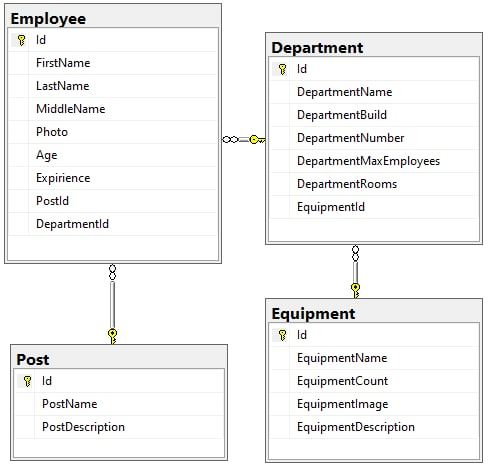 Employee
Id
FirstName
LastName
MiddleName
Photo
Age
Expirience
PostId
DepartmentId
Department
Id
DepartmentName
DepartmentBuild
DepartmentNumber
DepartmentMaxEmployees
DepartmentRooms
EquipmentId
Post
Id
PostName
PostDescription
Equipment
Id
EquipmentName
EquipmentCount
EquipmentImage
EquipmentDescription